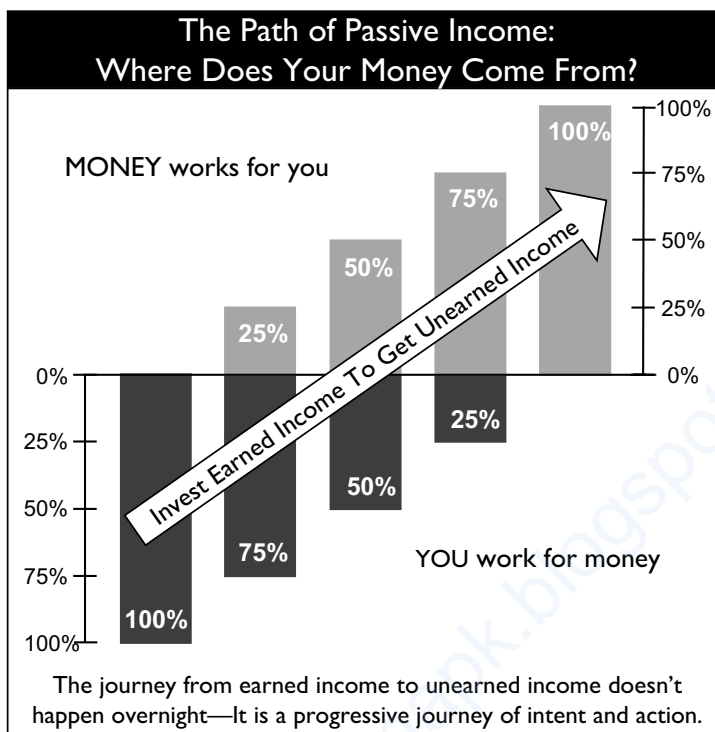 The Path of Passive Income:
Where Does Your Money Come From?
MONEY works for you
100%
75%
50%
25%
0%
100%
75%
50%
25%
Invest Earned Income To Get Unearned Income
0%
25%
50%
75%
100%
100%
75%
50%
25%
YOU work for money
The journey from earned income to unearned income doesn’t
happen overnight—It is a progressive journey of intent and action.